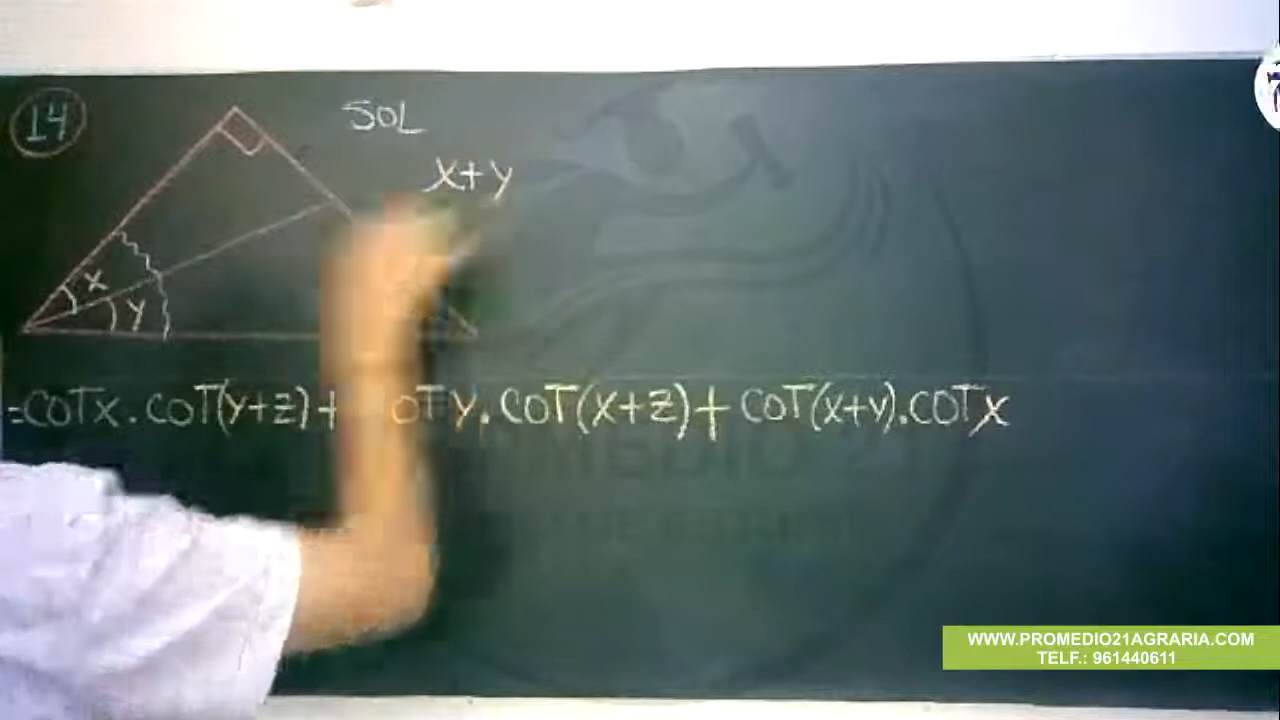 14
SOL
x+y
x
y
=COTx.COT(y+z)+ OTy.COT(x+z)+COT(x+y).COTx
WWW.PROMEDIO21AGRARIA.COM
TELF.: 961440611